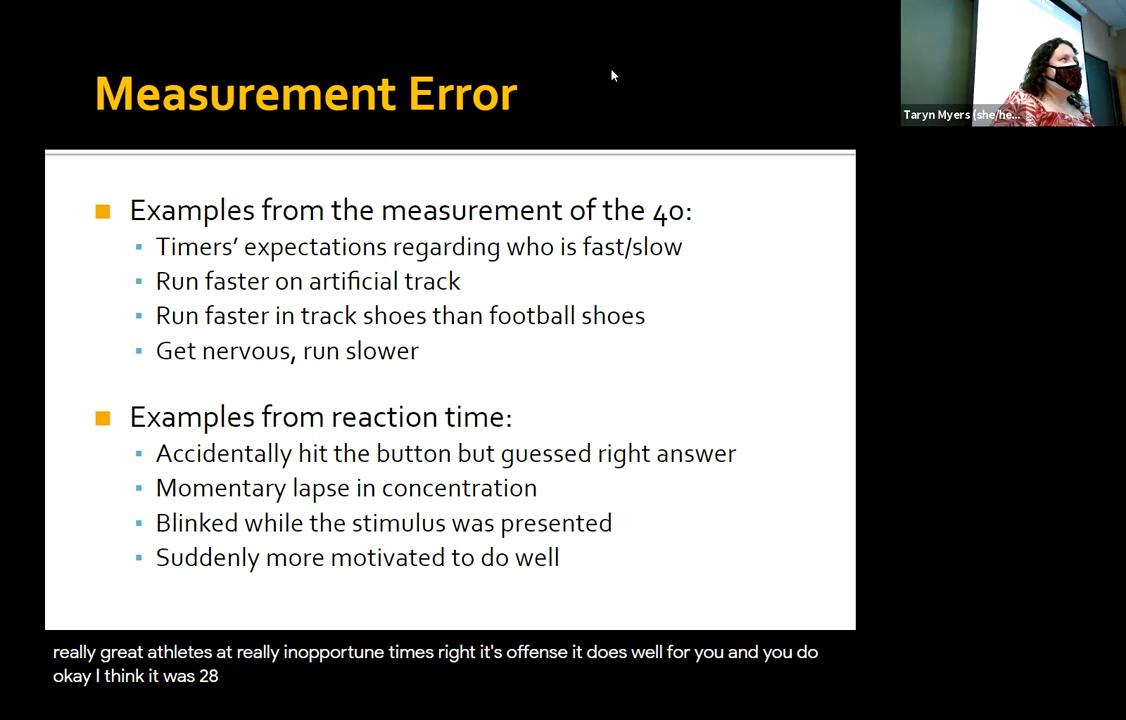 Measurement Error
Taryn Myers (she/he...
Examples from the measurement of the 40:
Timers' expectations regarding who is fast/slow
Run faster on artificial track
Run faster in track shoes than football shoes
Get nervous, run slower
Examples from reaction time:
Accidentally hit the button but guessed right answer
Momentary lapse in concentration
Blinked while the stimulus was presented
Suddenly more motivated to do well
really great athletes at really inopportune times right it's offense it does well for you and you do
okay I think it was 28